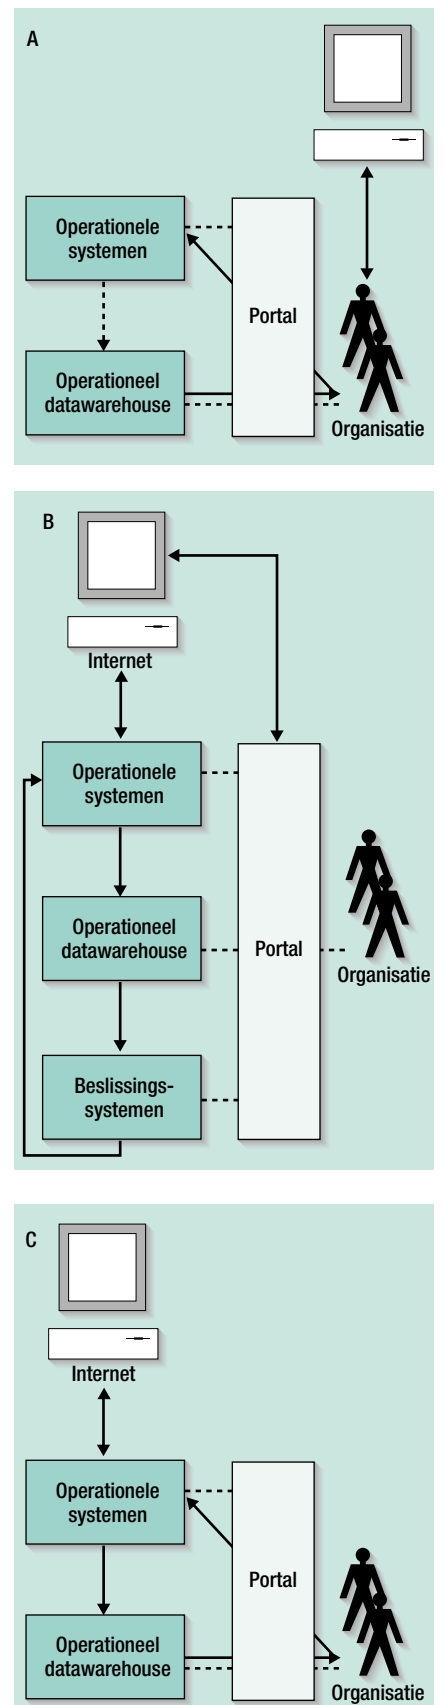 A
Operationele
systemen
Portal
Operationeel
datawarehouse
Organisatie
B
Internet
Operationele
systemen
Operationeel
datawarehouse
Portal
Organisatie
Beslissings-
systemen
C
Internet
Operationele
systemen
Portal
Operationeel
datawarehouse
Organisatie